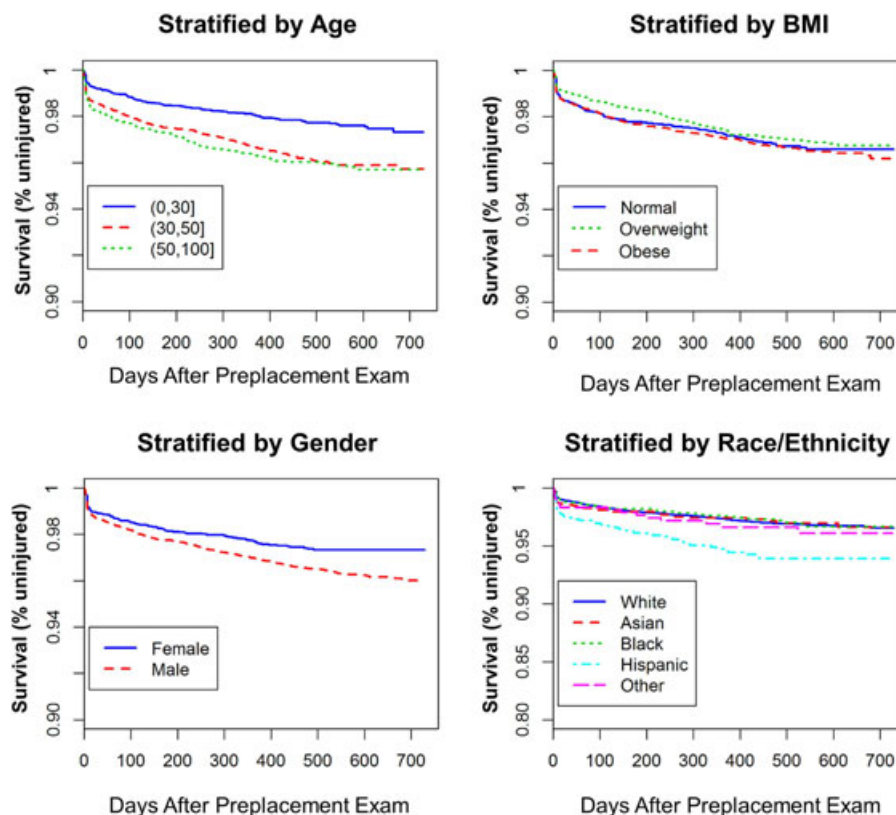 Stratified by Age
Survival (% uninjured)
1
0.98
0.94
0.90
(0,30]
(30,50]
(50,100]
0 100 200 300 400 500 600 700
Days After Preplacement Exam
Stratified by BMI
Survival (% uninjured)
1
0.98
0.94
0.90
Normal
Overweight
Obese
0 100 200 300 400 500 600 700
Days After Preplacement Exam
Stratified by Gender
Survival (% uninjured)
1
0.98
0.94
0.90
Female
Male
0 100 200 300 400 500 600 700
Days After Preplacement Exam
Stratified by Race/Ethnicity
Survival (% uninjured)
1
0.95
0.90
0.85
0.80
White
Asian
Black
Hispanic
Other
0 100 200 300 400 500 600 700
Days After Preplacement Exam